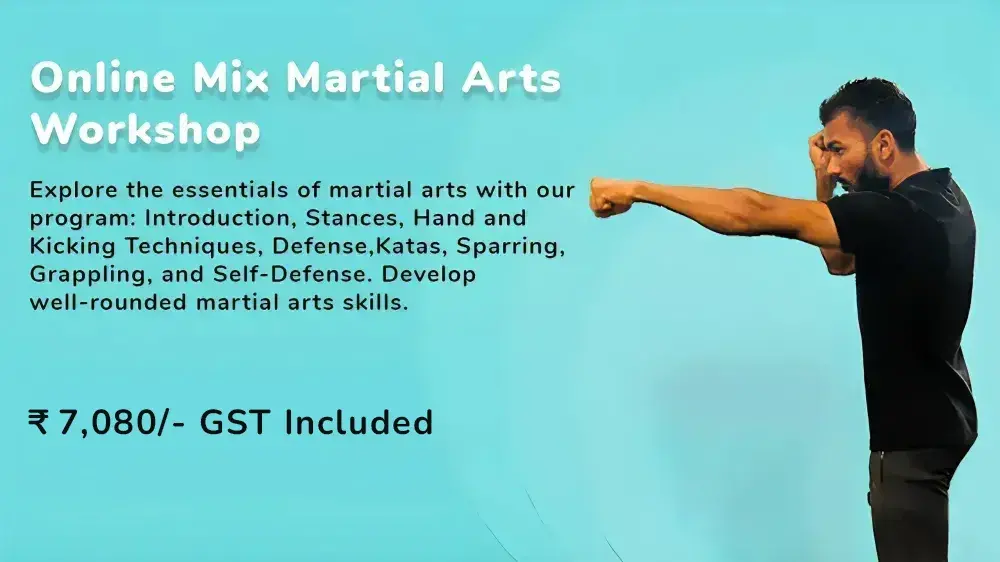 Online Mix Martial Arts
Workshop
Explore the essentials of martial arts with our
program: Introduction, Stances, Hand and
Kicking Techniques, Defense,Katas, Sparring,
Grappling, and Self-Defense. Develop
well-rounded martial arts skills.
₹ 7,080/- GST Included